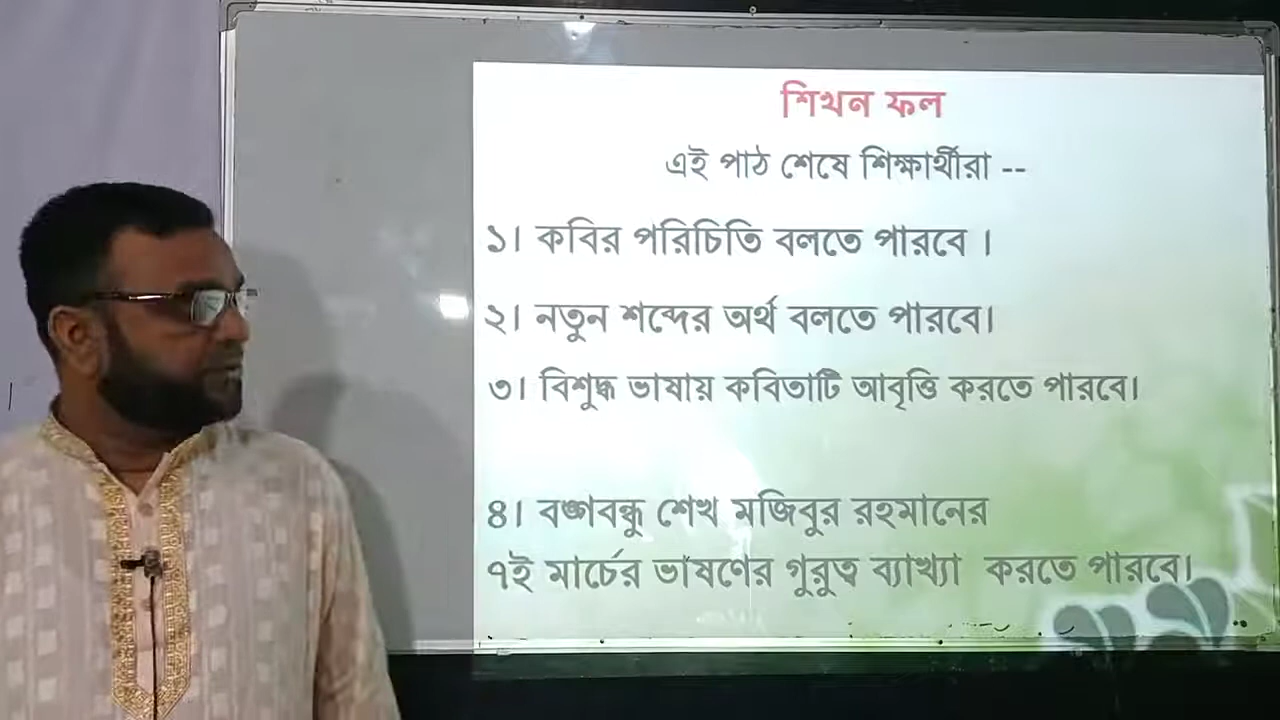 শিখন ফল
এই পাঠ শেষে শিক্ষার্থীরা --
১। কবির পরিচিতি বলতে পারবে ।
২। নতুন শব্দের অর্থ বলতে পারবে।
৩। বিশুদ্ধ ভাষায় কবিতাটি আবৃত্তি করতে পারবে।
৪। বঙ্গবন্ধু শেখ মজিবুর রহমানের
৭ই মার্চের ভাষণের গুরুত্ব ব্যাখ্যা করতে পারবে।